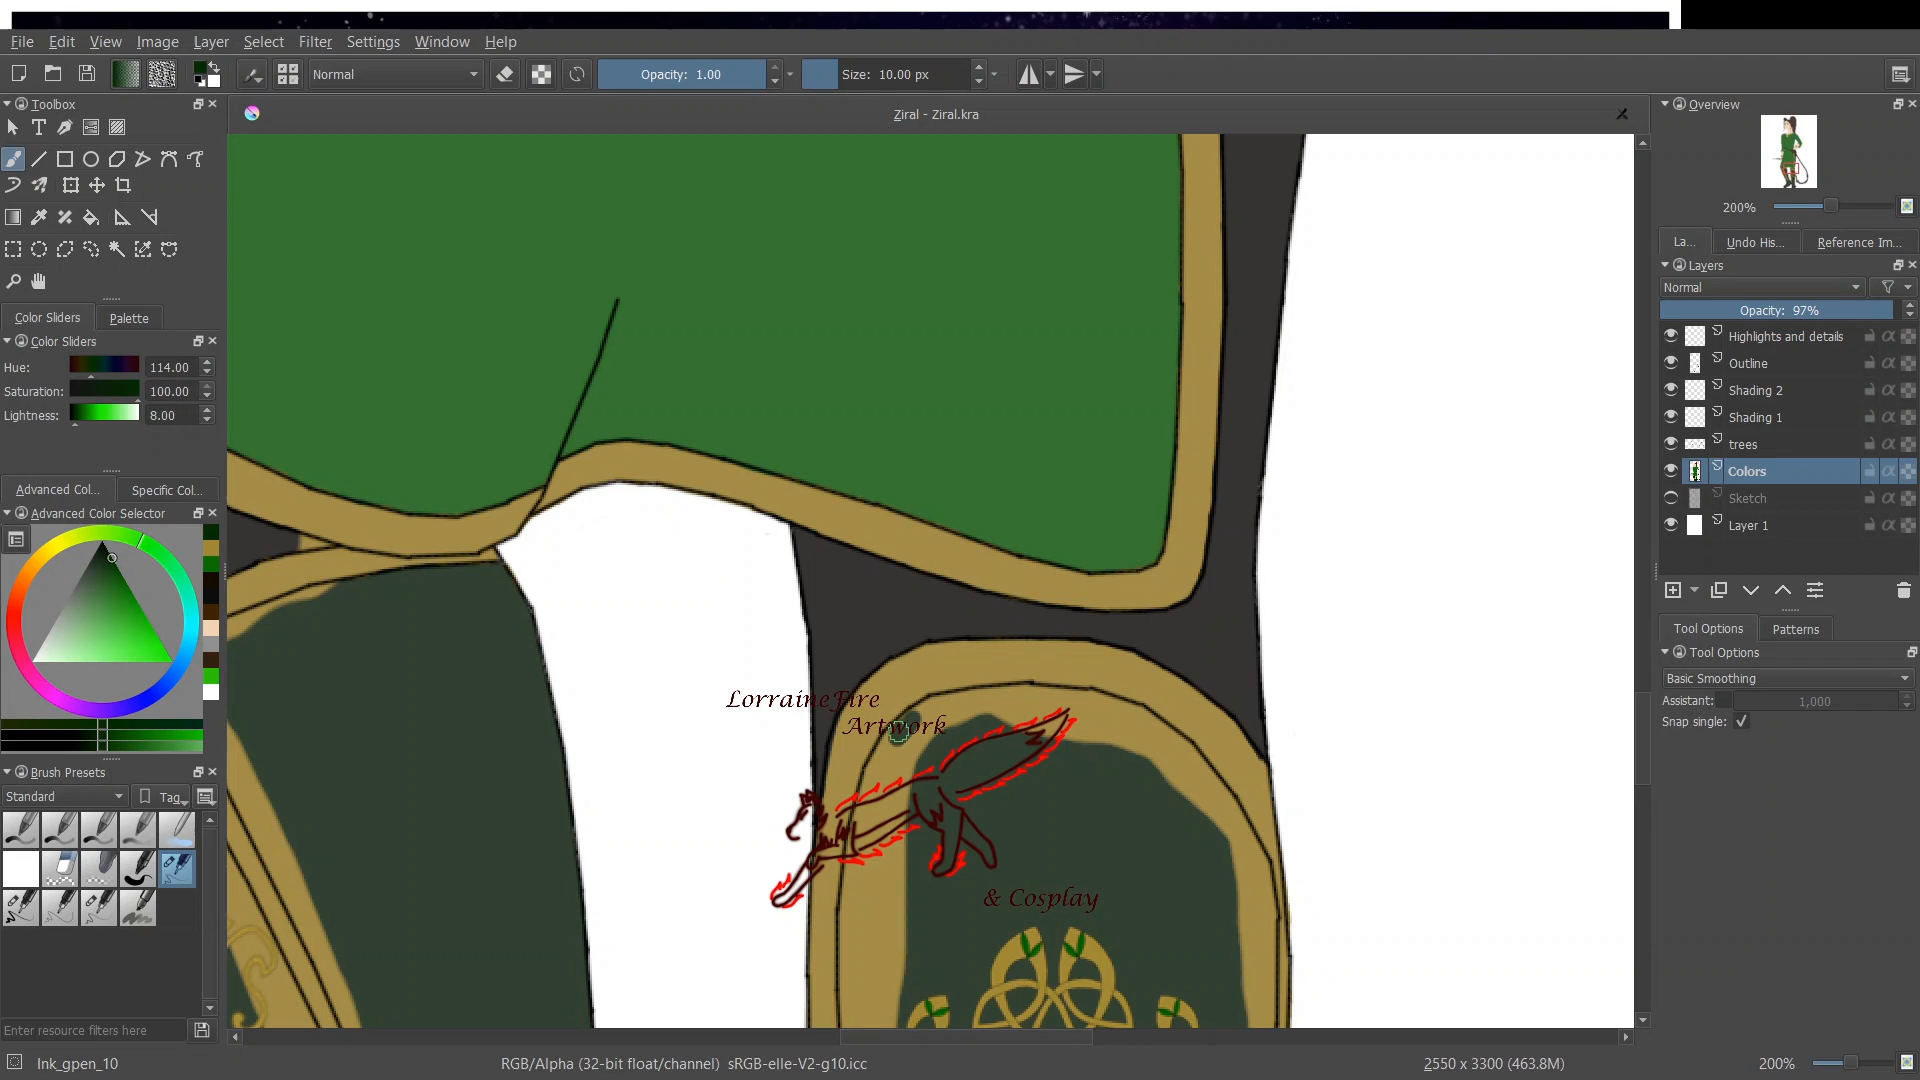 File Edit View Image Layer Select Filter Settings Window Help
Normal Opacity: 1.00 Size: 10.00 px
Toolbox
Ziral - Ziral.kra
Overview
200%
La... Undo His... Reference Im...
Layers
Normal
Opacity: 97%
Highlights and details
Outline
Shading 2
Shading 1
trees
Colors
Sketch
Layer 1
Color Sliders Palette
Color Sliders
Hue: 114.00
Saturation: 100.00
Lightness: 8.00
Advanced Col... Specific Col...
Advanced Color Selector
Tool Options Patterns
Tool Options
Basic Smoothing
Assistant: 1,000
Snap single:
LorraineFire
Artwork
& Cosplay
Brush Presets
Standard Tag
Enter resource filters here
Ink_gpen_10 RGB/Alpha (32-bit float/channel) sRGB-elle-V2-g10.icc 2550 x 3300 (463.8M) 200%